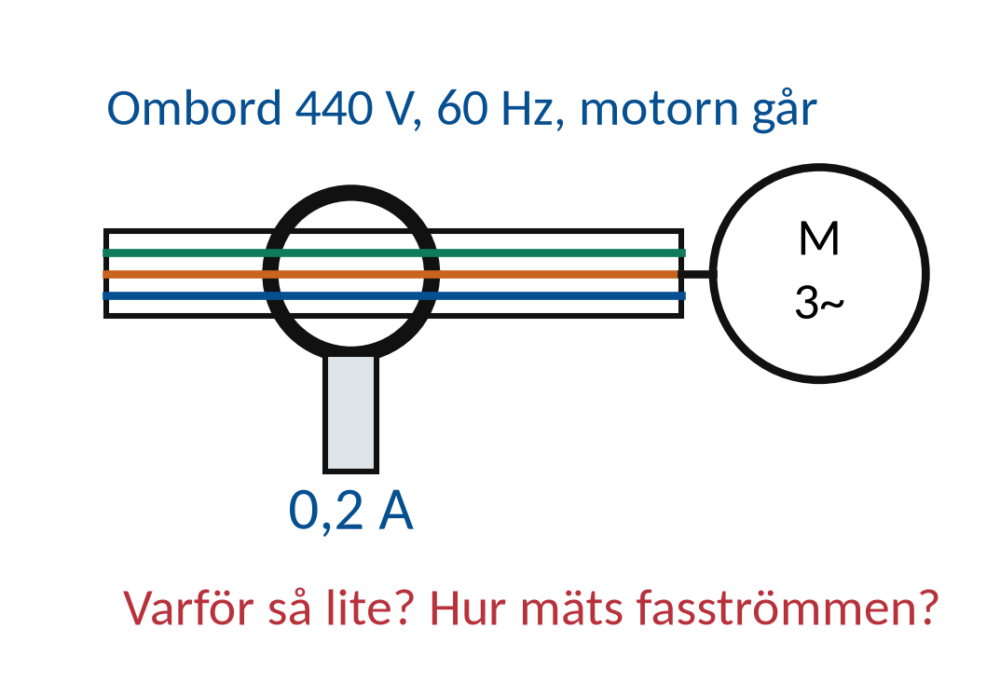 Ombord 440 V, 60 Hz, motorn går
M
3~
0,2 A
Varför så lite? Hur mäts fasströmmen?